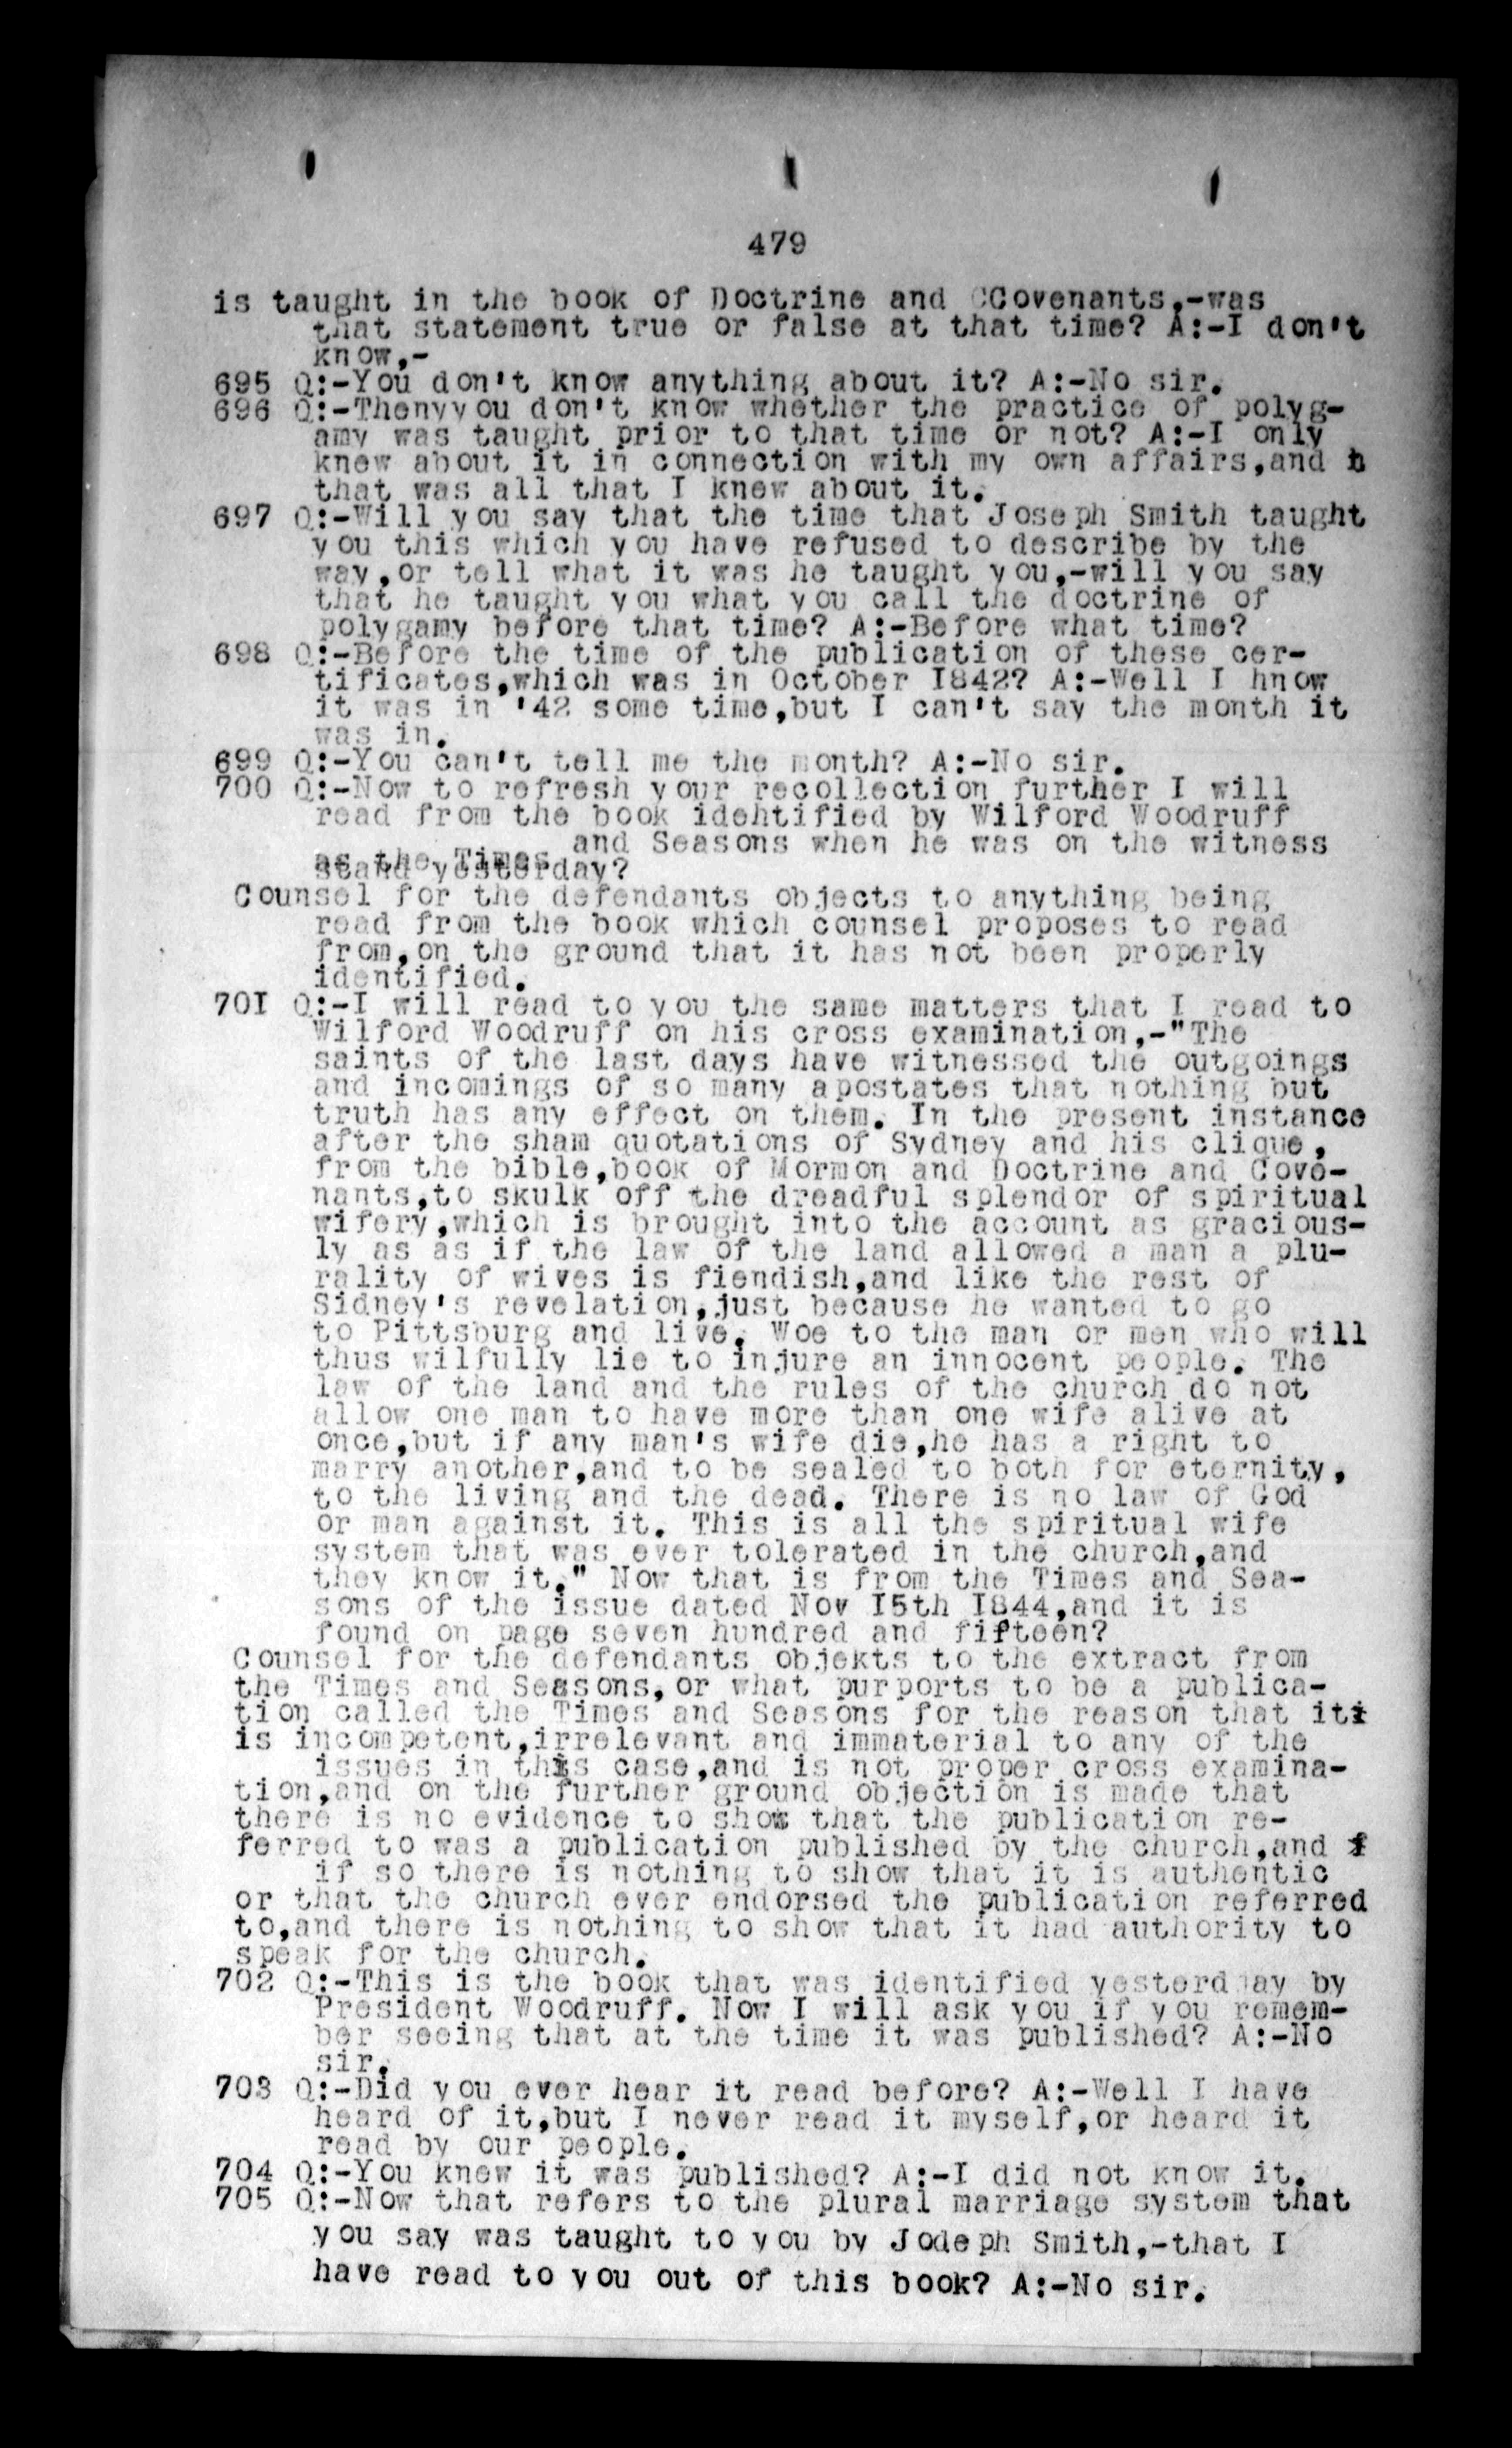 479
is taught in the book of Doctrine and CCovenants,-was
that statement true or false at that time? A:-I don't
know,-
695 Q:-You don't know anything about it? A:-No sir.
696 Q:-Thenyyou don't know whether the practice of polyg-
amy was taught prior to that time or not? A:-I only
knew about it in connection with my own affairs,and h
that was all that I knew about it.
697 Q:-Will you say that the time that Joseph Smith taught
you this which you have refused to describe by the
way,or tell what it was he taught you,-will you say
that he taught you what you call the doctrine of
polygamy before that time? A:-Before what time?
698 Q:-Before the time of the publication of these cer-
tificates,which was in October I842? A:-Well I hnow
it was in '42 some time,but I can't say the month it
was in.
699 Q:-You can't tell me the month? A:-No sir.
700 Q:-Now to refresh your recollection further I will
read from the book idehtified by Wilford Woodruff
as the Times and Seasons when he was on the witness
stand yesterday?
Counsel for the defendants objects to anything being
read from the book which counsel proposes to read
from,on the ground that it has not been properly
identified.
70I Q:-I will read to you the same matters that I read to
Wilford Woodruff on his cross examination,-"The
saints of the last days have witnessed the outgoings
and incomings of so many apostates that nothing but
truth has any effect on them. In the present instance
after the sham quotations of Sydney and his clique,
from the bible,book of Mormon and Doctrine and Cove-
nants,to skulk off the dreadful splendor of spiritual
wifery,which is brought into the account as gracious-
ly as as if the law of the land allowed a man a plu-
rality of wives is fiendish,and like the rest of
Sidney's revelation,just because he wanted to go
to Pittsburg and live. Woe to the man or men who will
thus wilfully lie to injure an innocent people. The
law of the land and the rules of the church do not
allow one man to have more than one wife alive at
once,but if any man's wife die,he has a right to
marry another,and to be sealed to both for eternity,
to the living and the dead. There is no law of God
or man against it. This is all the spiritual wife
system that was ever tolerated in the church,and
they know it." Now that is from the Times and Sea-
sons of the issue dated Nov I5th I844,and it is
found on page seven hundred and fifteen?
Counsel for the defendants objekts to the extract from
the Times and Seasons,or what purports to be a publica-
tion called the Times and Seasons for the reason that iti
is incompetent,irrelevant and immaterial to any of the
issues in this case,and is not proper cross examina-
tion,and on the further ground objection is made that
there is no evidence to show that the publication re-
ferred to was a publication published by the church,and f
if so there is nothing to show that it is authentic
or that the church ever endorsed the publication referred
to,and there is nothing to show that it had authority to
speak for the church.
702 Q:-This is the book that was identified yesterday by
President Woodruff. Now I will ask you if you remem-
ber seeing that at the time it was published? A:-No
sir.
703 Q:-Did you ever hear it read before? A:-Well I have
heard of it,but I never read it myself,or heard it
read by our people.
704 Q:-You knew it was published? A:-I did not know it.
705 Q:-Now that refers to the plural marriage system that
you say was taught to you by Jodeph Smith,-that I
have read to you out of this book? A:-No sir.